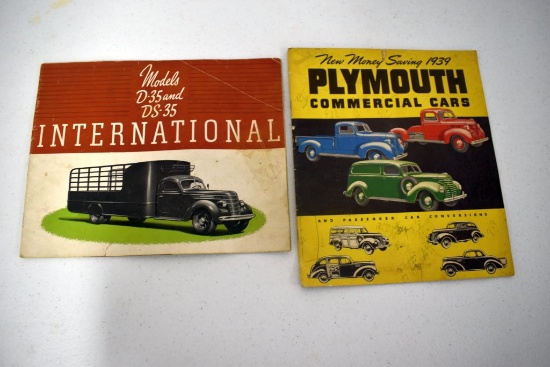 Models
D-35 and
DS-35
INTERNATIONAL
New Money Saving 1939
PLYMOUTH
COMMERCIAL CARS
AND PASSENGER CAR CONVERSIONS